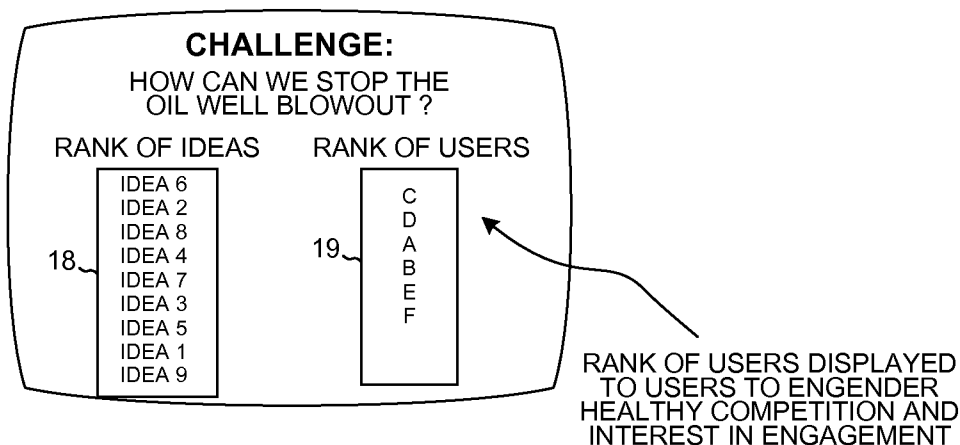 CHALLENGE:
HOW CAN WE STOP THE
OIL WELL BLOWOUT ?
RANK OF IDEAS
IDEA 6
IDEA 2
IDEA 8
IDEA 4
IDEA 7
IDEA 3
IDEA 5
IDEA 1
IDEA 9
18
RANK OF USERS
C
D
A
B
E
F
19
RANK OF USERS DISPLAYED
TO USERS TO ENGENDER
HEALTHY COMPETITION AND
INTEREST IN ENGAGEMENT